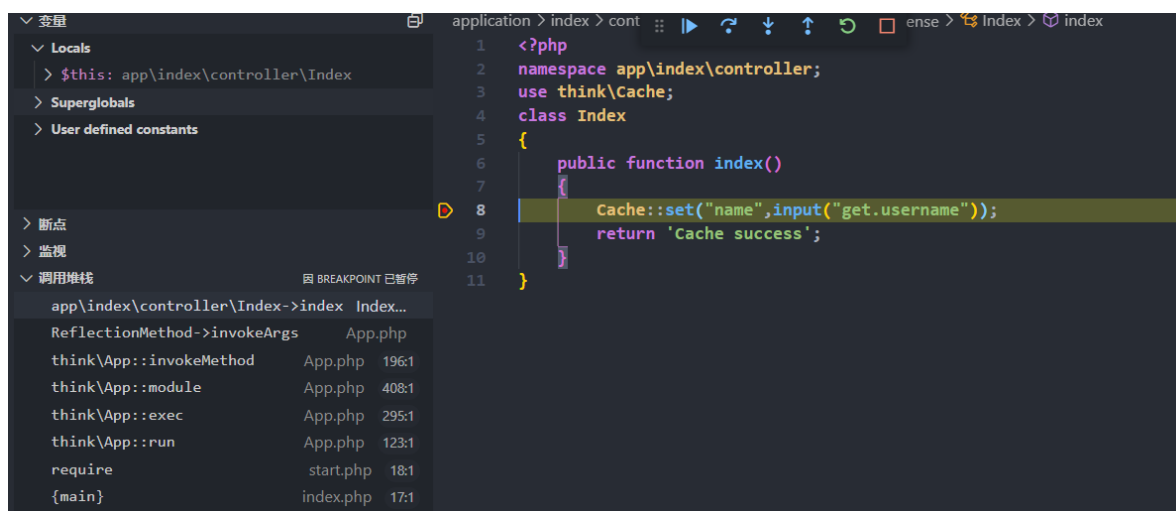 变量
Locals
$this: app\index\controller\Index
Superglobals
User defined constants
断点
监视
调用堆栈 因 BREAKPOINT 已暂停
app\index\controller\Index->index Index...
ReflectionMethod->invokeArgs App.php
think\App::invokeMethod App.php 196:1
think\App::module App.php 408:1
think\App::exec App.php 295:1
think\App::run App.php 123:1
require start.php 18:1
{main} index.php 17:1
application > index > cont ense > Index > index
1 <?php
2 namespace app\index\controller;
3 use think\Cache;
4 class Index
5 {
6 public function index()
7 {
8 Cache::set("name",input("get.username"));
9 return 'Cache success';
10 }
11 }